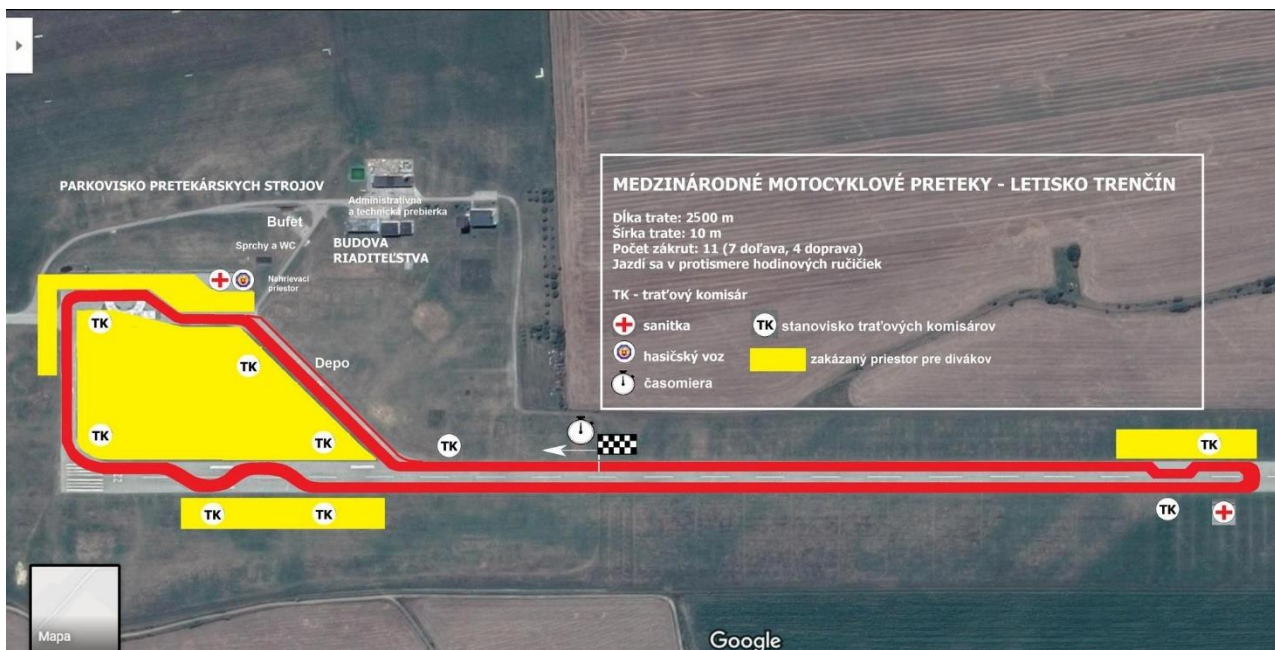 PARKOVISKO PRETEKÁRSKYCH STROJOV
Administratívna
a technická prebierka
Bufet
Sprchy a WC
BUDOVA
RIADITEĽSTVA
Nahrievací
priestor
Depo
MEDZINÁRODNÉ MOTOCYKLOVÉ PRETEKY - LETISKO TRENČÍN
Dĺka trate: 2500 m
Šírka trate: 10 m
Počet zákrut: 11 (7 doľava, 4 doprava)
Jazdí sa v protismere hodinových ručičiek
TK - traťový komisár
sanitka
TK stanovisko traťových komisárov
hasičský voz
zakázaný priestor pre divákov
časomiera
TK
TK
TK
TK
TK
TK
TK
TK
TK
22
Mapa
Google